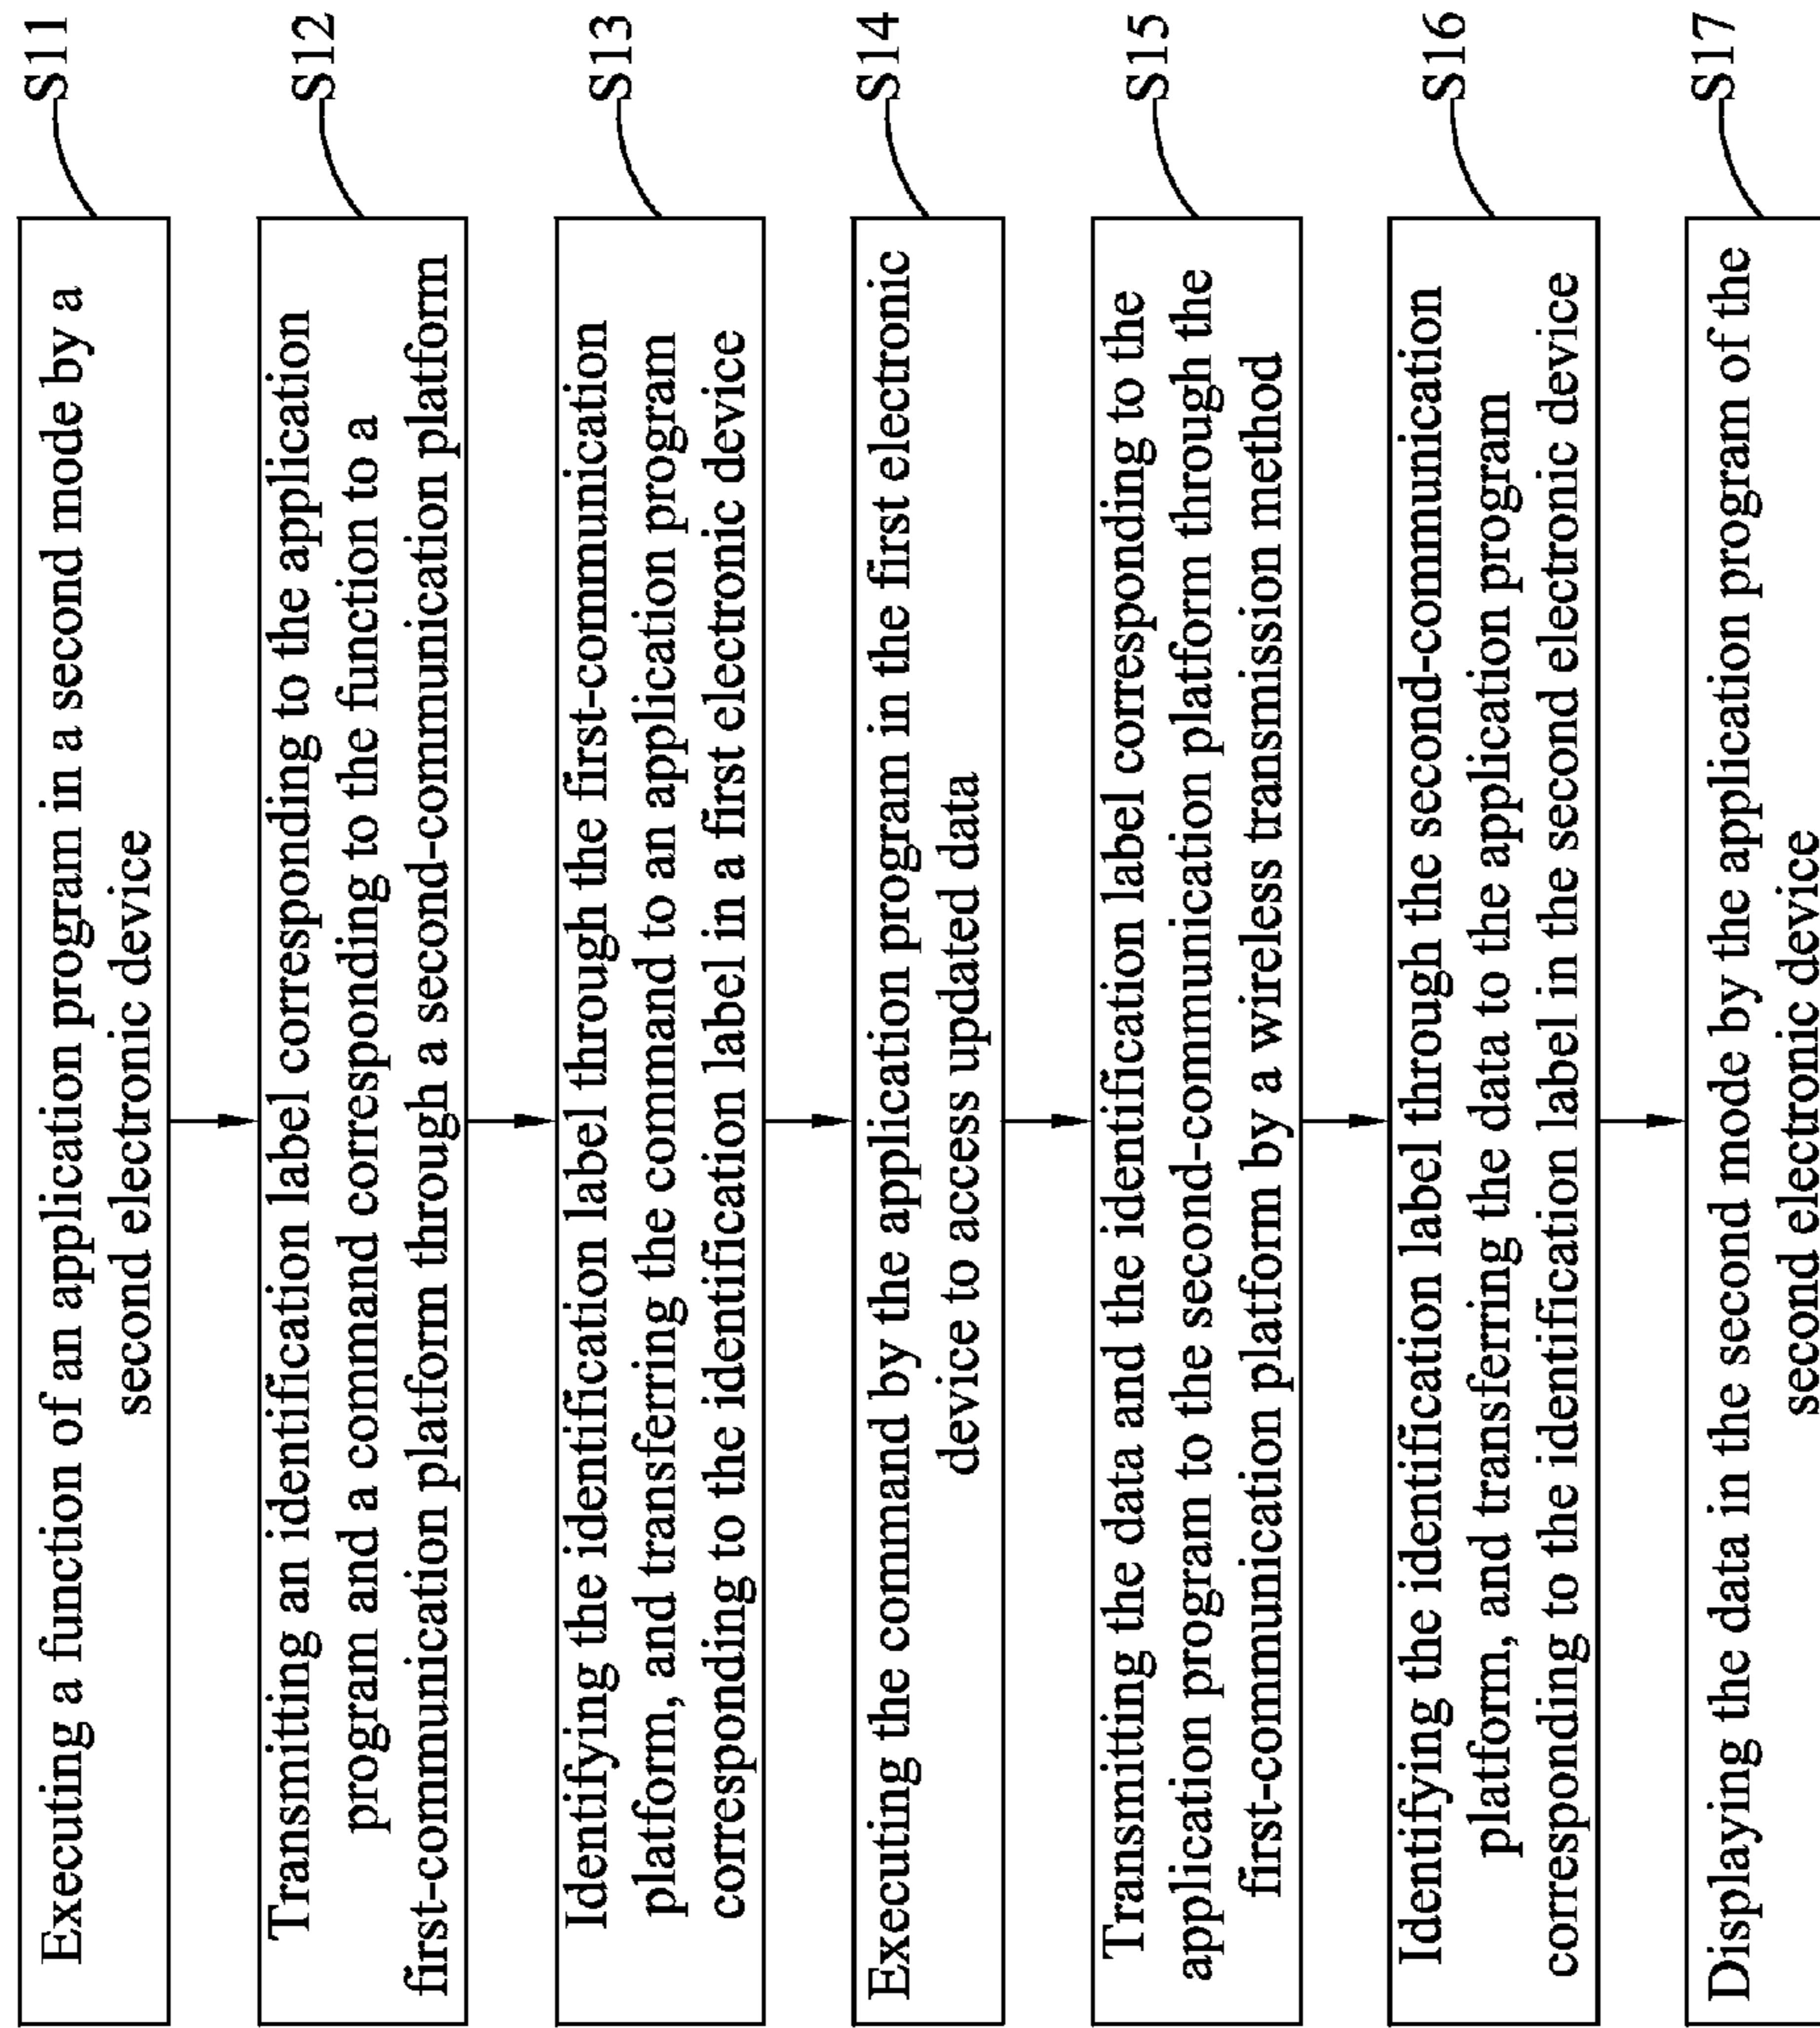 Executing a function of an application program in a second mode by a
second electronic device
S11
Transmitting an identification label corresponding to the application
program and a command corresponding to the function to a
first-communication platform through a second-communication platform
S12
Identifying the identification label through the first-communication
platform, and transferring the command to an application program
corresponding to the identification label in a first electronic device
S13
Executing the command by the application program in the first electronic
device to access updated data
S14
Transmitting the data and the identification label corresponding to the
application program to the second-communication platform through the
first-communication platform by a wireless transmission method
S15
Identifying the identification label through the second-communication
platform, and transferring the data to the application program
corresponding to the identification label in the second electronic device
S16
Displaying the data in the second mode by the application program of the
second electronic device
S17